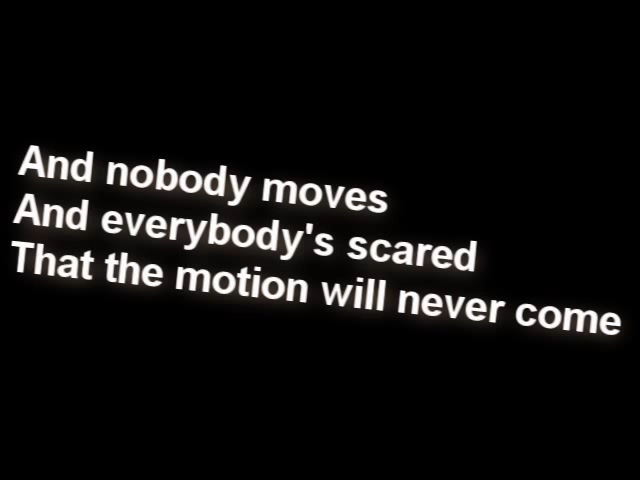 And nobody moves
And everybody's scared
That the motion will never come